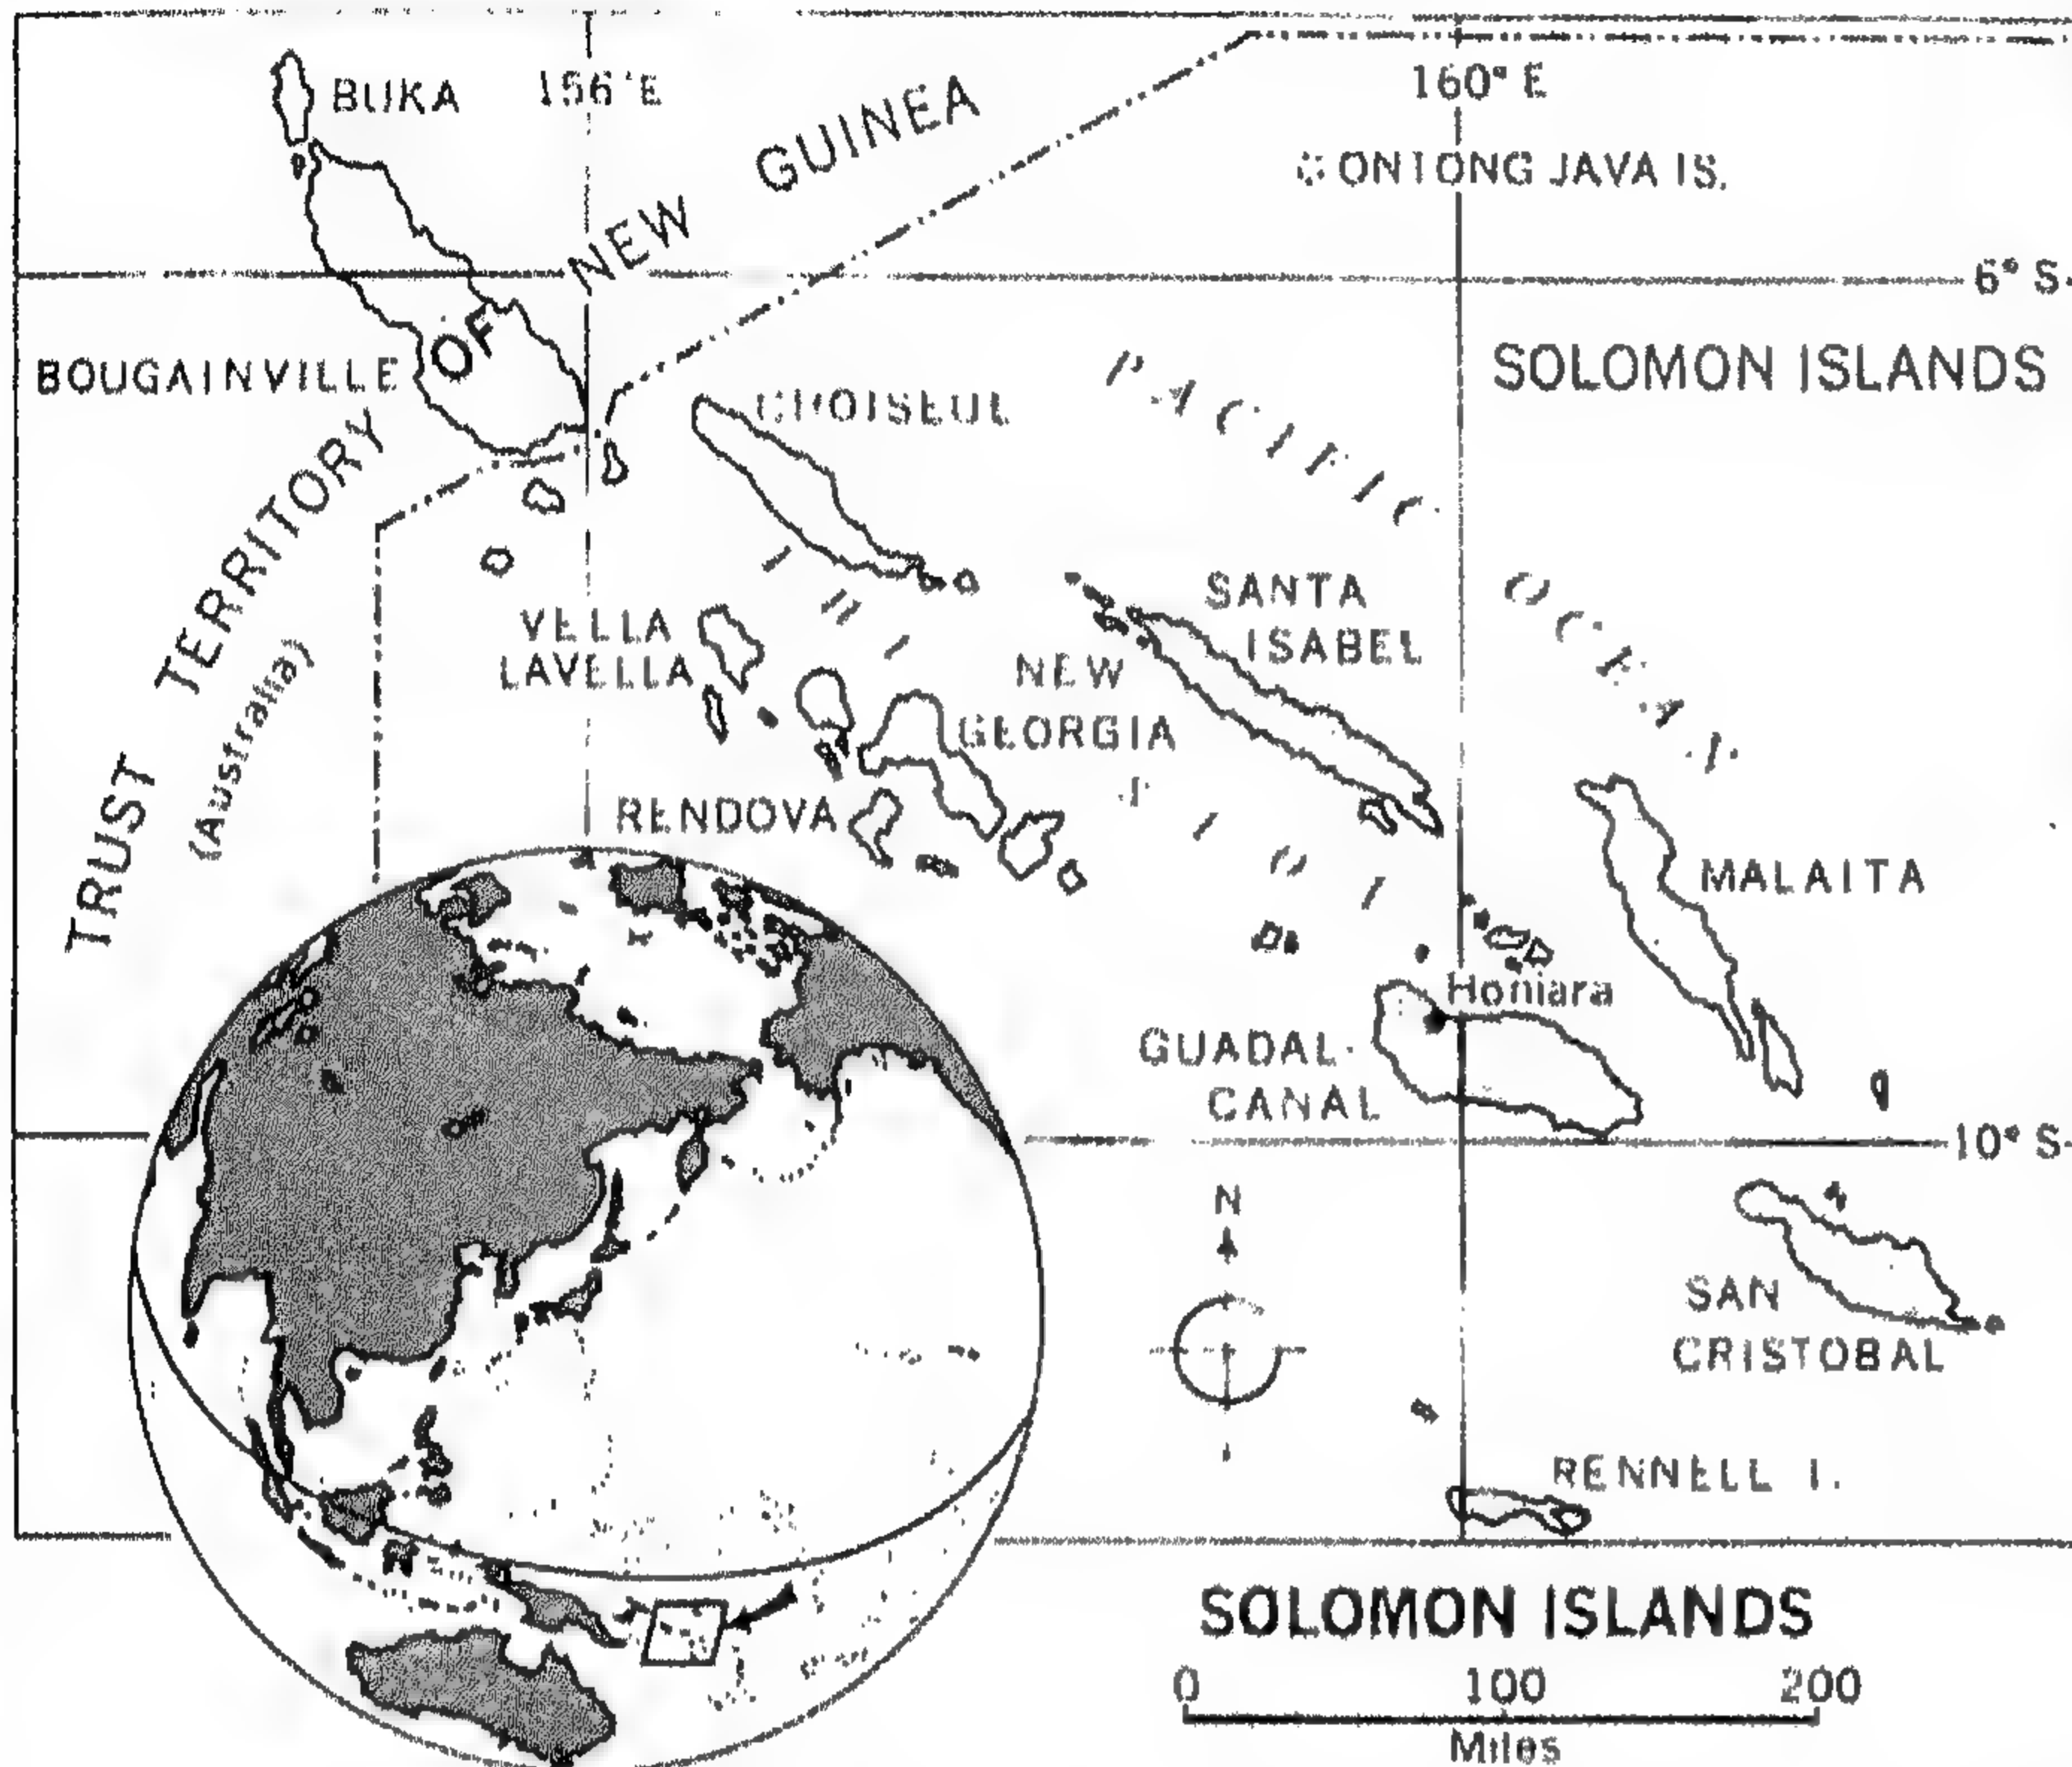 BUKA
156°E
160° E
ONTONG JAVA IS.
TRUST TERRITORY OF NEW GUINEA
(Australia)
6° S
BOUGAINVILLE
SOLOMON ISLANDS
CHOISEUL
PACIFIC OCEAN
SANTA
ISABEL
VELLA
LAVELLA
NEW
GEORGIA
RENDOVA
MALAITA
Honiara
GUADAL-
CANAL
10° S
N
SAN
CRISTOBAL
RENNELL I.
SOLOMON ISLANDS
0 100 200
Miles